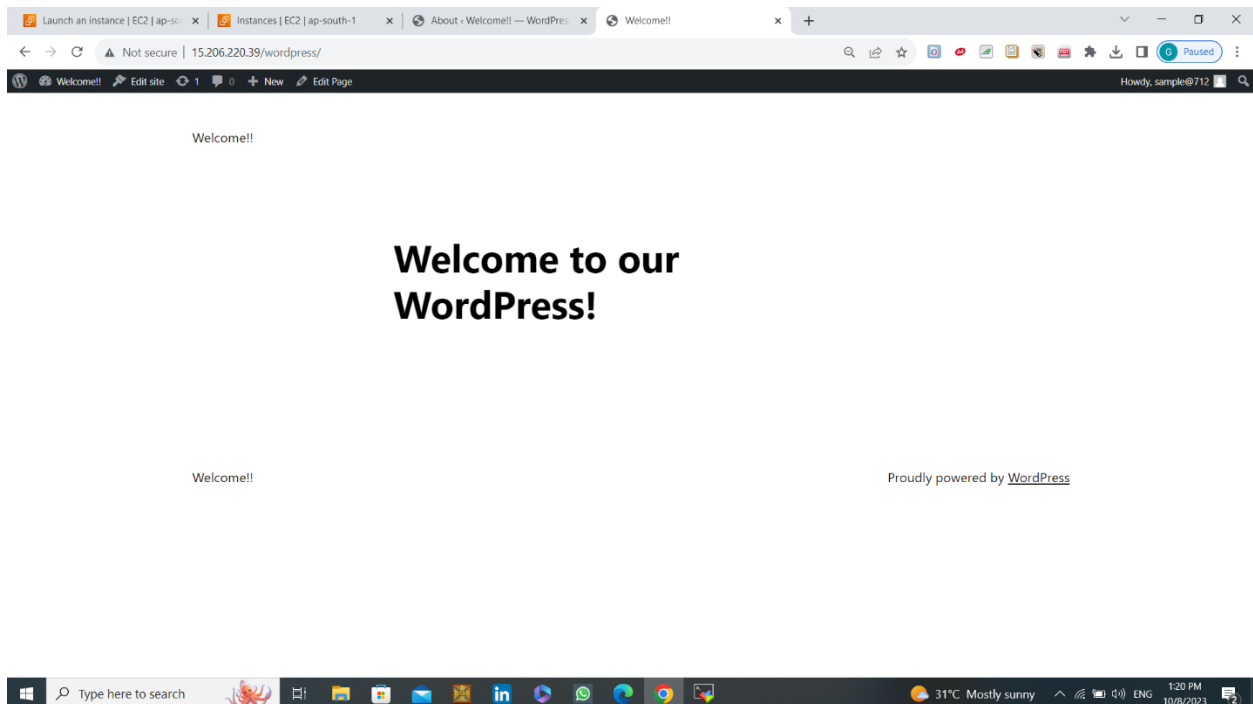 Launch an instance | EC2 | ap-so
Instances | EC2 | ap-south-1
About ‹ Welcome!! — WordPres
Welcome!!
Not secure | 15.206.220.39/wordpress/
Paused
G
Welcome!! Edit site 1 0 + New Edit Page
Howdy, sample@712
Welcome!!
Welcome to our
WordPress!
Welcome!!
Proudly powered by WordPress
Type here to search
31°C Mostly sunny
ENG
1:20 PM
10/8/2023
2